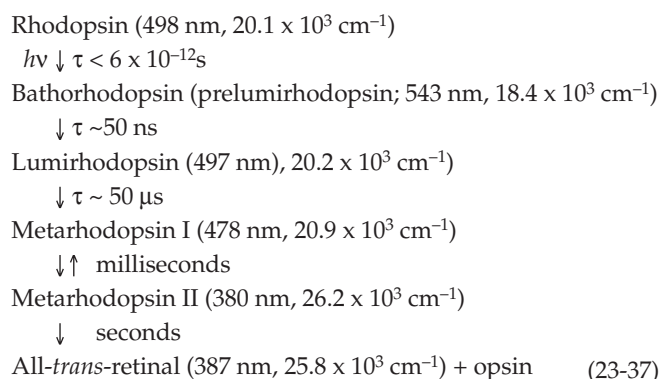 Rhodopsin (498 nm, 20.1 x 10³ cm⁻¹)
hν ↓ τ < 6 x 10⁻¹²s
Bathorhodopsin (prelumirhodopsin; 543 nm, 18.4 x 10³ cm⁻¹)
↓ τ ~50 ns
Lumirhodopsin (497 nm), 20.2 x 10³ cm⁻¹)
↓ τ ~ 50 μs
Metarhodopsin I (478 nm, 20.9 x 10³ cm⁻¹)
↓↑ milliseconds
Metarhodopsin II (380 nm, 26.2 x 10³ cm⁻¹)
↓ seconds
All-trans-retinal (387 nm, 25.8 x 10³ cm⁻¹) + opsin (23-37)